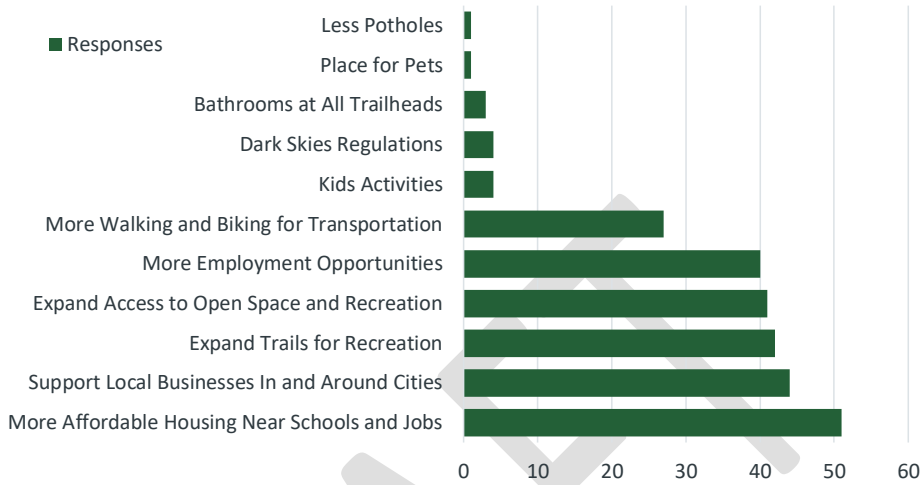 Less Potholes
Responses
Place for Pets
Bathrooms at All Trailheads
Dark Skies Regulations
Kids Activities
More Walking and Biking for Transportation
More Employment Opportunities
Expand Access to Open Space and Recreation
Expand Trails for Recreation
Support Local Businesses In and Around Cities
More Affordable Housing Near Schools and Jobs
0 10 20 30 40 50 60